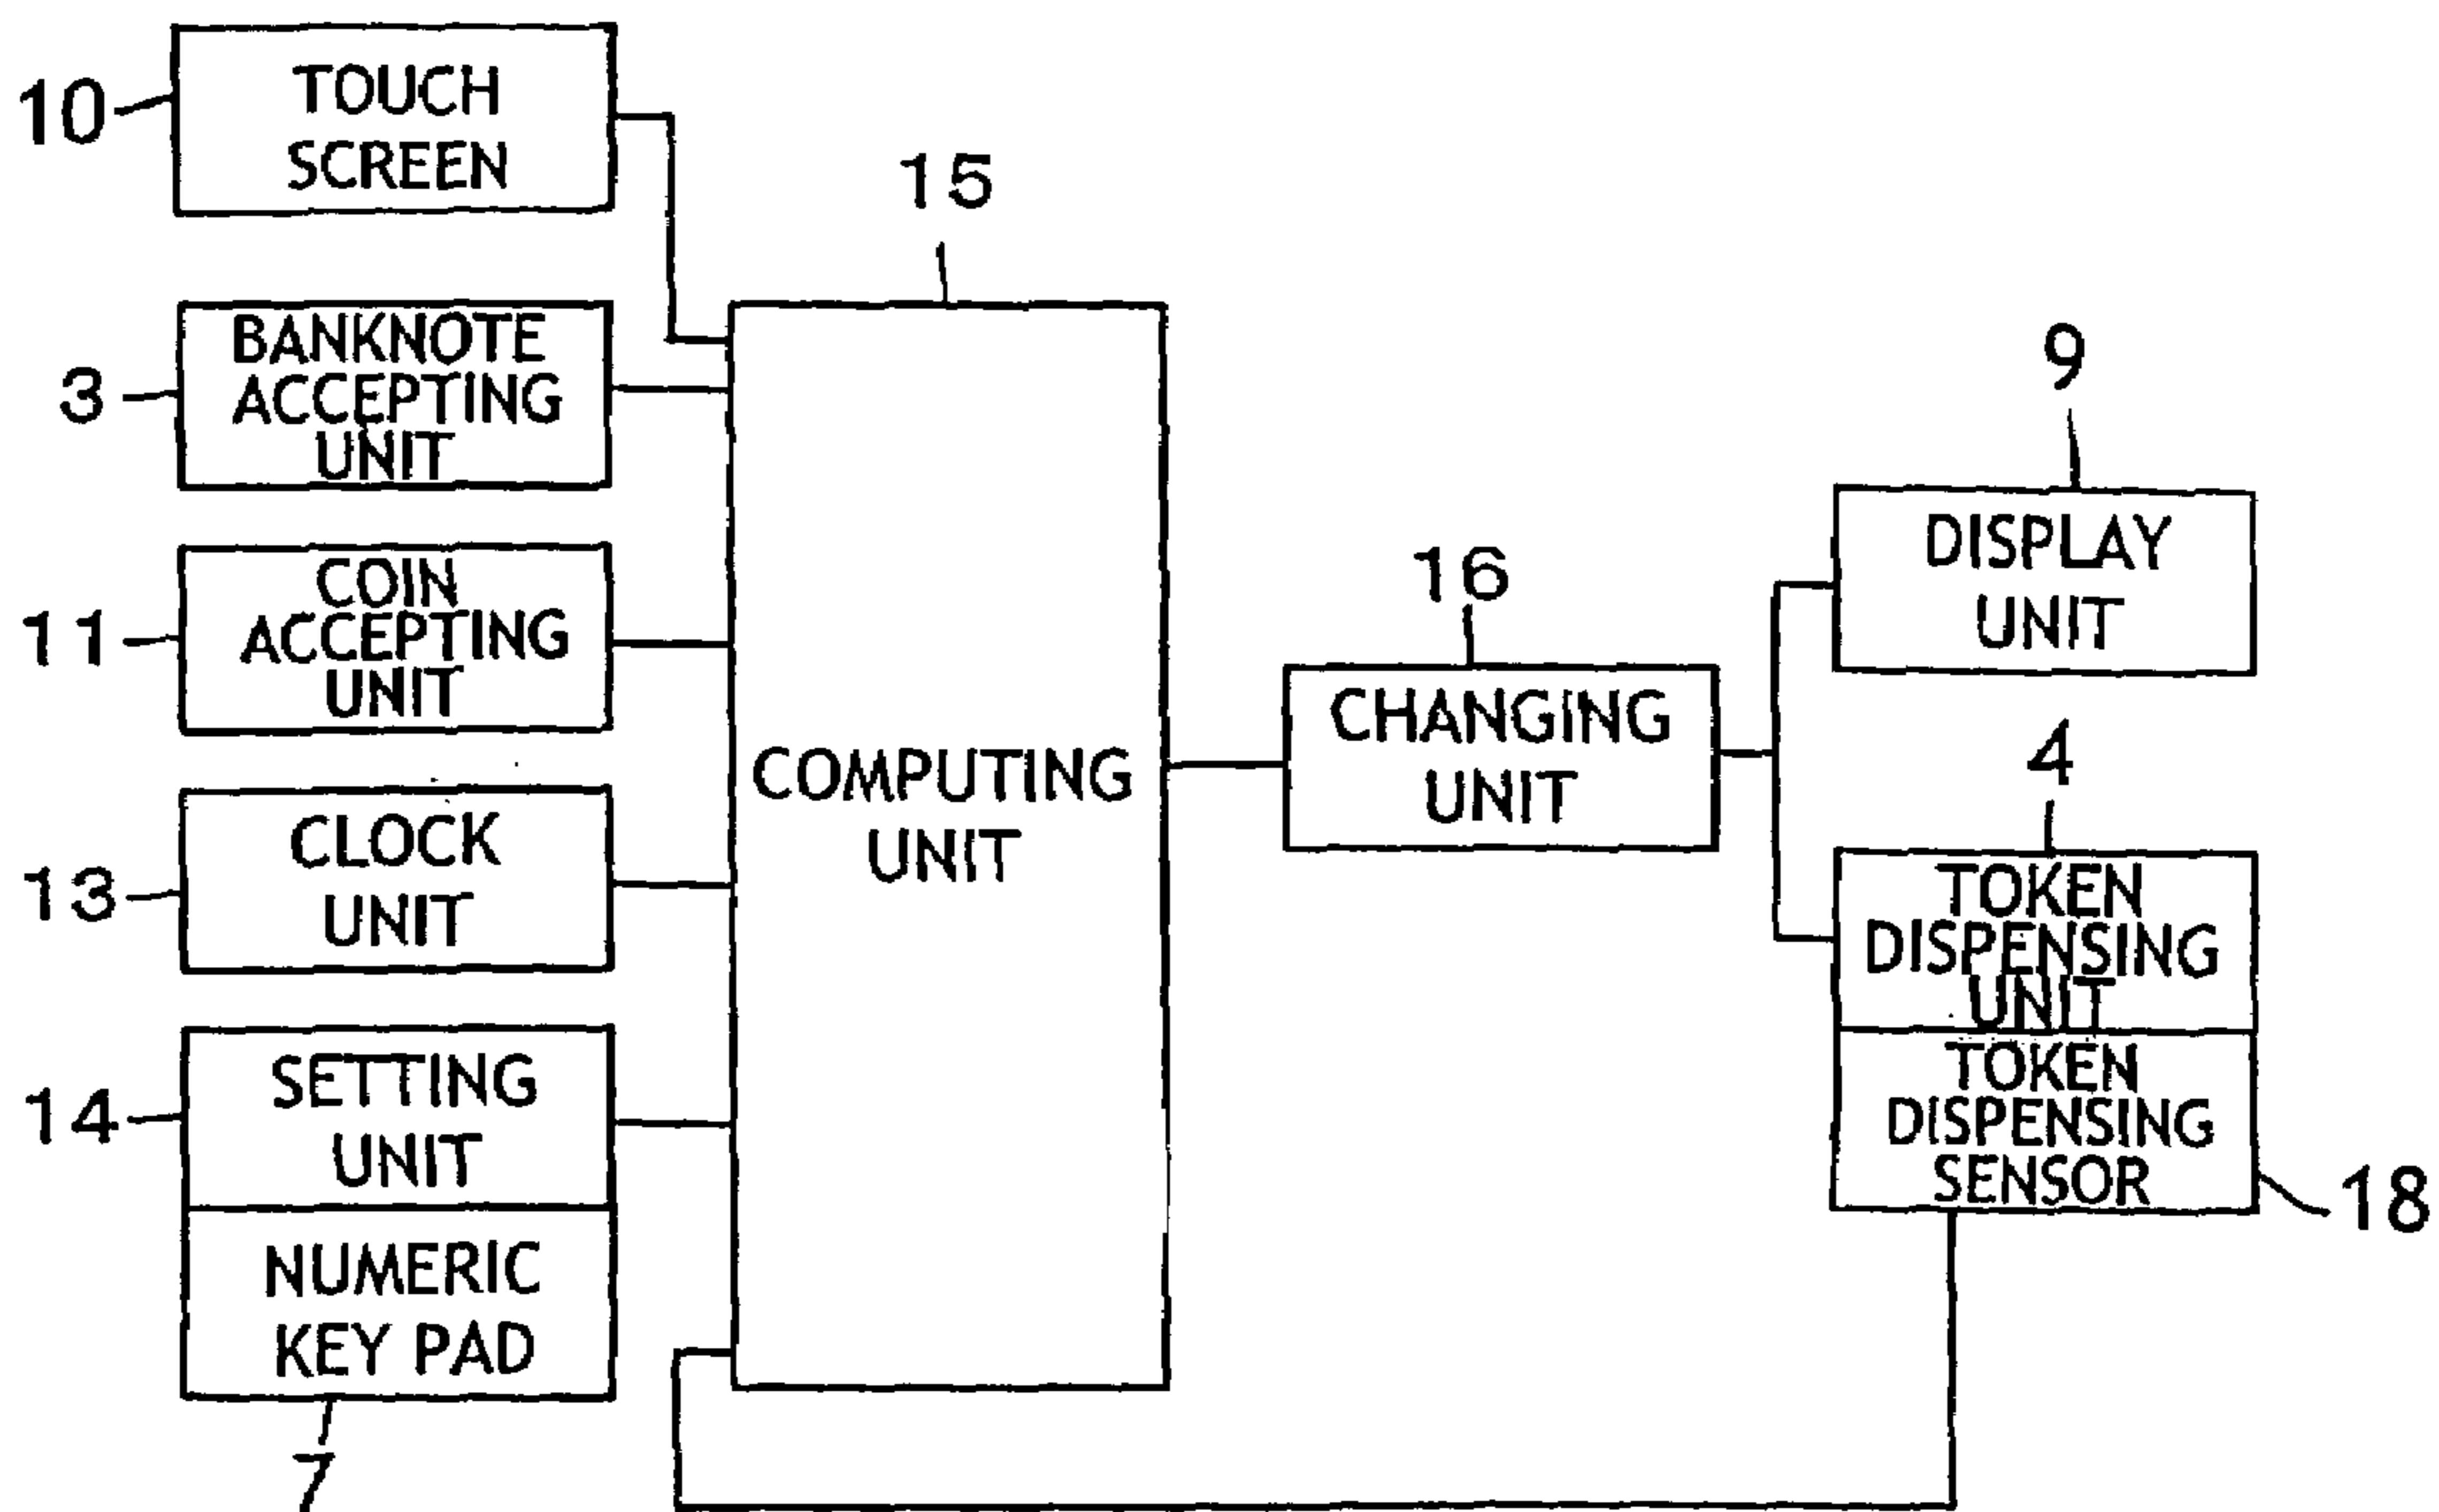 10
TOUCH
SCREEN
3
BANKNOTE
ACCEPTING
UNIT
11
COIN
ACCEPTING
UNIT
13
CLOCK
UNIT
14
SETTING
UNIT
NUMERIC
KEY PAD
7
15
COMPUTING
UNIT
16
CHANGING
UNIT
9
DISPLAY
UNIT
4
TOKEN
DISPENSING
UNIT
TOKEN
DISPENSING
SENSOR
18